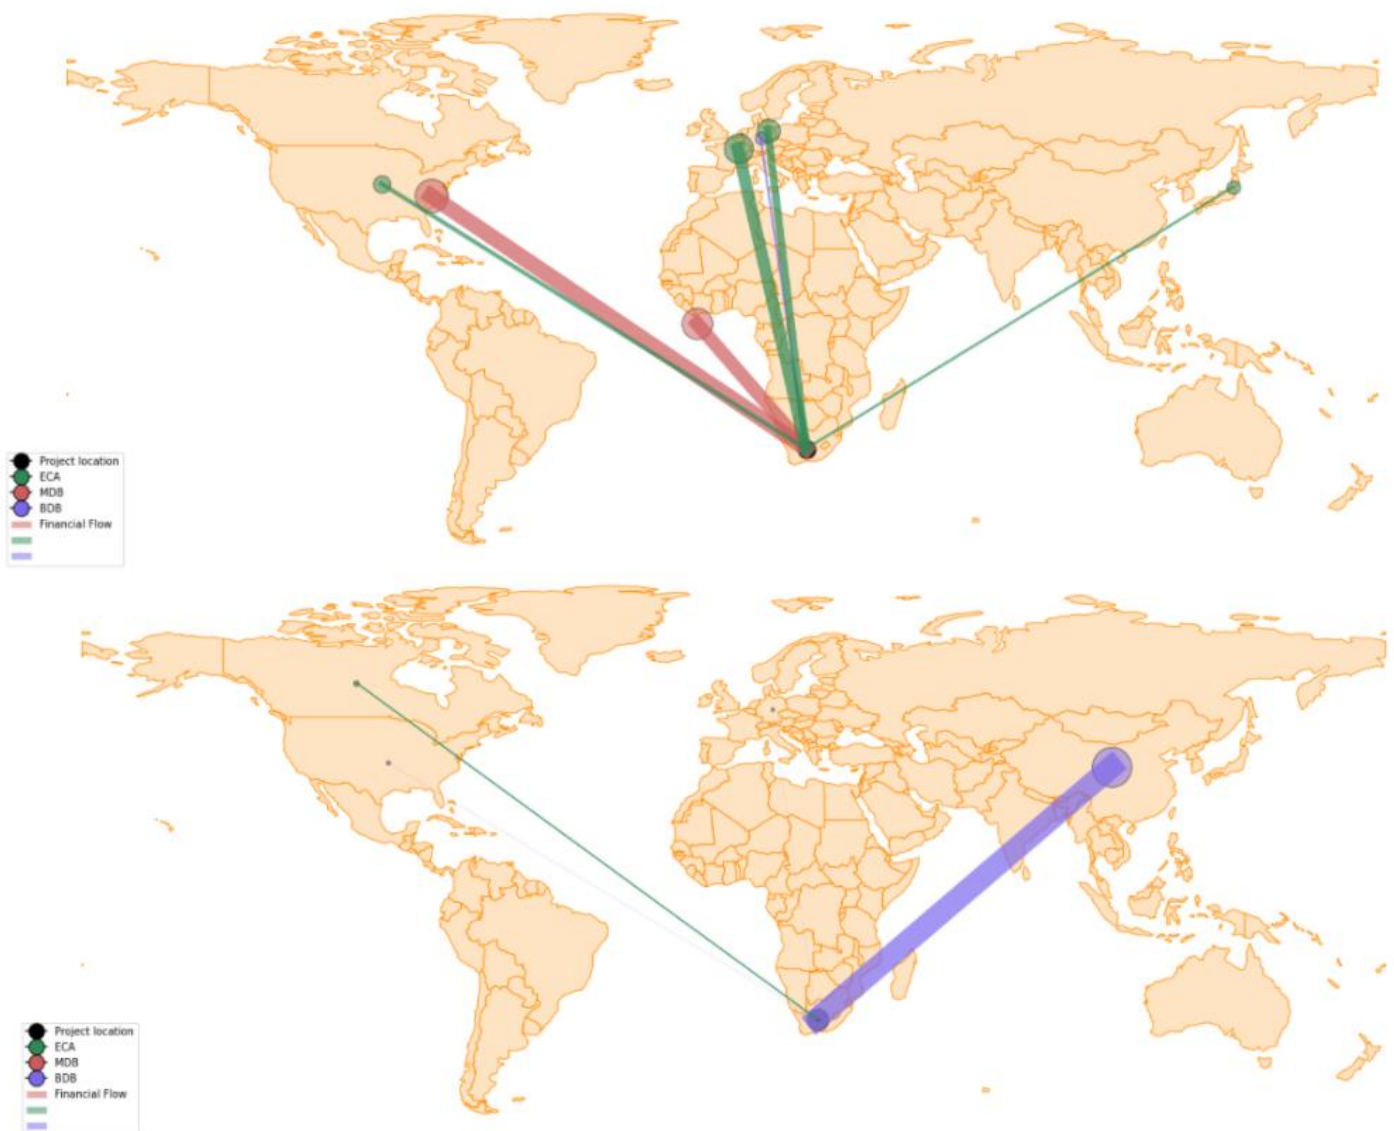 Project location
ECA
MDB
BDB
Financial Flow
Project location
ECA
MDB
BDB
Financial Flow